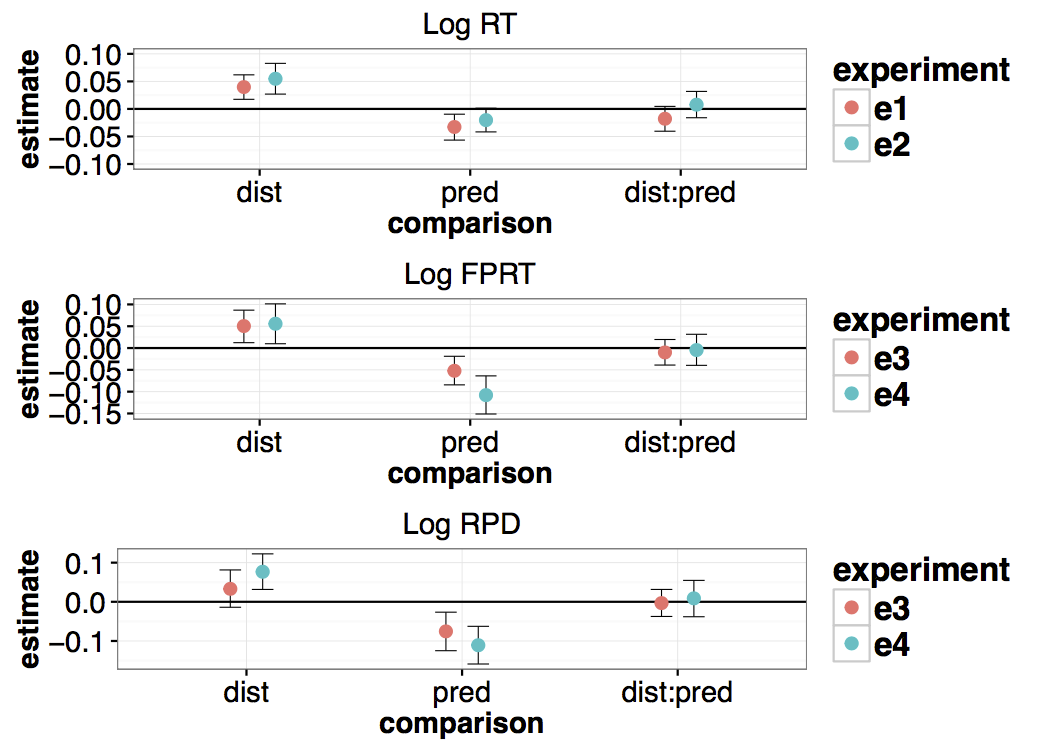 Log RT
estimate
0.10
0.05
0.00
−0.05
−0.10
dist
pred
dist:pred
comparison
experiment
e1
e2
Log FPRT
estimate
0.10
0.05
0.00
−0.05
−0.10
−0.15
dist
pred
dist:pred
comparison
experiment
e3
e4
Log RPD
estimate
0.1
0.0
−0.1
dist
pred
dist:pred
comparison
experiment
e3
e4